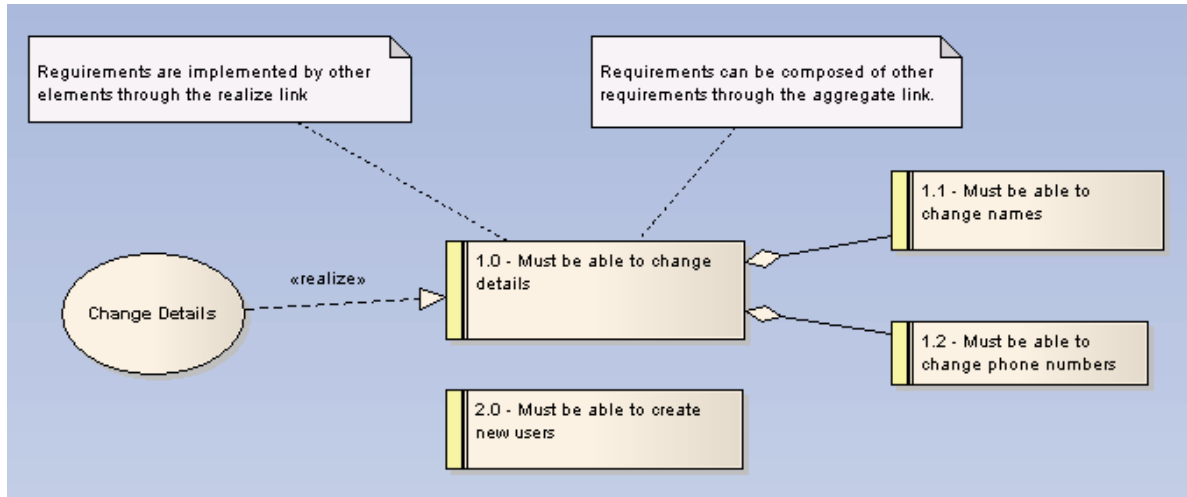 Reguirements are implemented by other
elements through the realize link
Requirements can be composed of other
requirements through the aggregate link.
1.1 - Must be able to
change names
1.0 - Must be able to change
details
«realize»
Change Details
1.2 - Must be able to
change phone numbers
2.0 - Must be able to create
new users